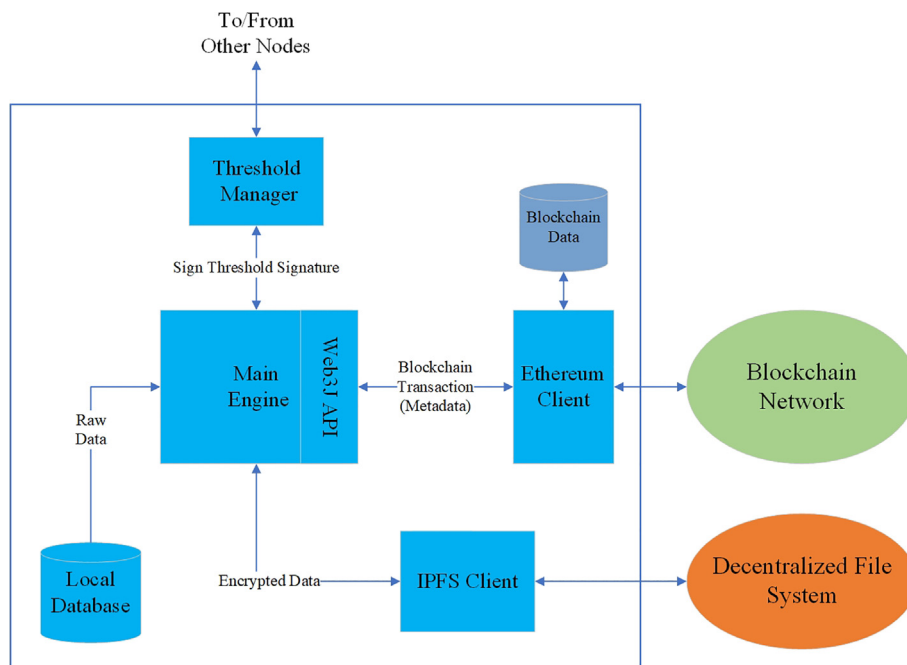 To/From
Other Nodes
Threshold
Manager
Blockchain
Data
Sign Threshold Signature
Main
Engine
Web3J API
Blockchain
Transaction
(Metadata)
Ethereum
Client
Blockchain
Network
Raw
Data
Local
Database
Encrypted Data
IPFS Client
Decentralized File
System